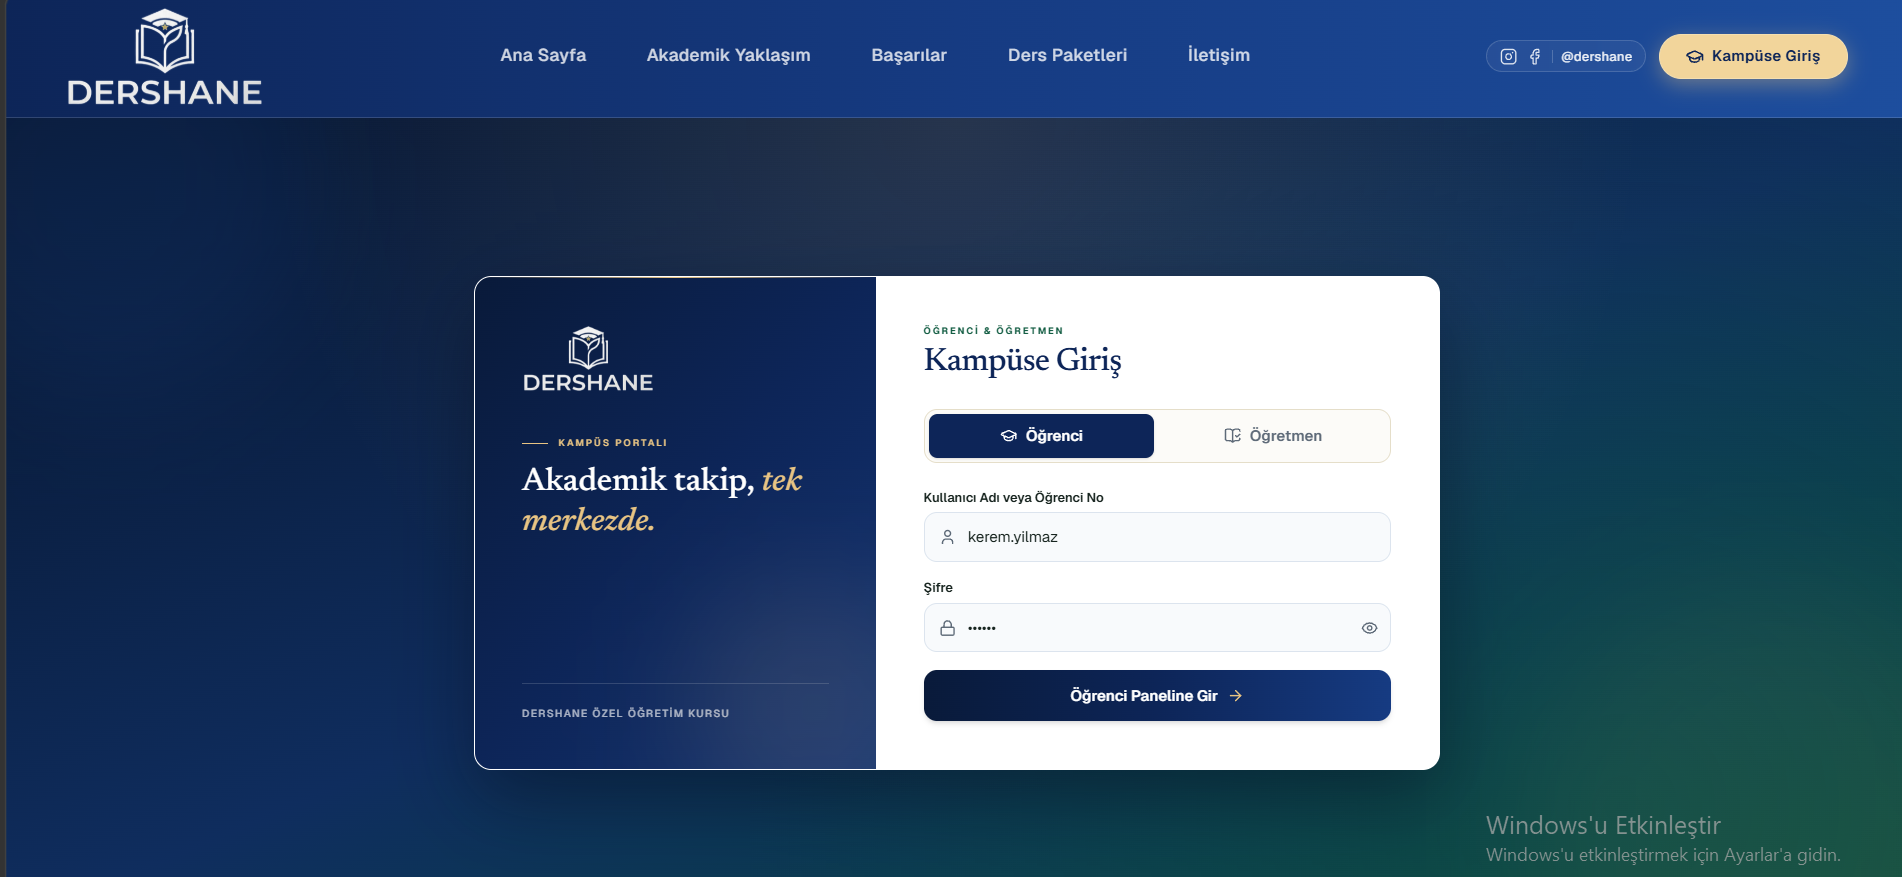 DERSHANE
Ana Sayfa
Akademik Yaklaşım
Başarılar
Ders Paketleri
İletişim
@dershane
Kampüse Giriş
DERSHANE
KAMPÜS PORTALI
Akademik takip, tek
merkezde.
DERSHANE ÖZEL ÖĞRETİM KURSU
ÖĞRENCİ & ÖĞRETMEN
Kampüse Giriş
Öğrenci
Öğretmen
Kullanıcı Adı veya Öğrenci No
kerem.yilmaz
Şifre
••••••
Öğrenci Paneline Gir →
Windows'u Etkinleştir
Windows'u etkinleştirmek için Ayarlar'a gidin.